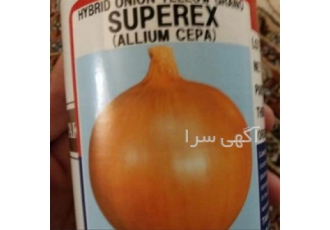 HYBRID ONION YELLOW GRANO
SUPEREX
(ALLIUM CEPA)
آگهی سرا